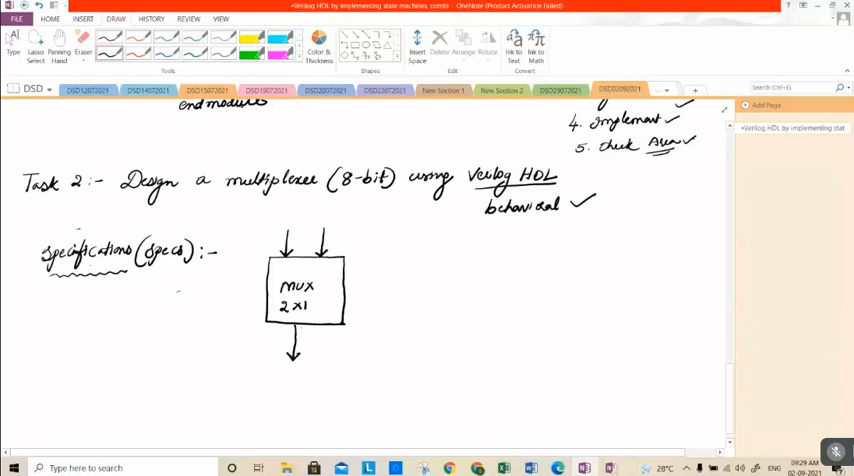 •Verilog HDL by implementing state machines, combi - OneNote (Product Activation Failed)
FILE HOME INSERT DRAW HISTORY REVIEW VIEW
Type Lasso Select Panning Hand Eraser Color & Thickness Insert Space Delete Arrange Ink to Text Ink to Math
Tools Shapes Edit Convert
DSD DSD12072021 DSD14072021 DSD15072021 DSD19072021 DSD20072021 DSD22072021 New Section 1 New Section 2 DSD29072021 DSD02092021 Search (Ctrl+E)
Add Page
•Verilog HDL by implementing stat
endmodules
4. Implement
5. Check Area
Task 2:- Design a multiplexer (8-bit) using Verilog HDL
behavioral
Specifications (Specs) :-
MUX
2x1
Type here to search
28°C
ENG
09:29 AM
02-09-2021